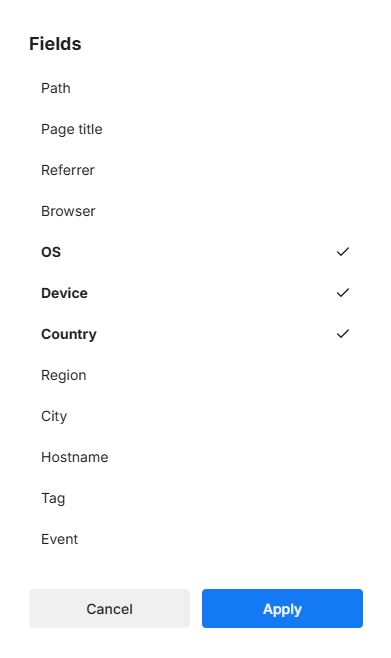 Fields
Path
Page title
Referrer
Browser
OS
Device
Country
Region
City
Hostname
Tag
Event
Cancel
Apply